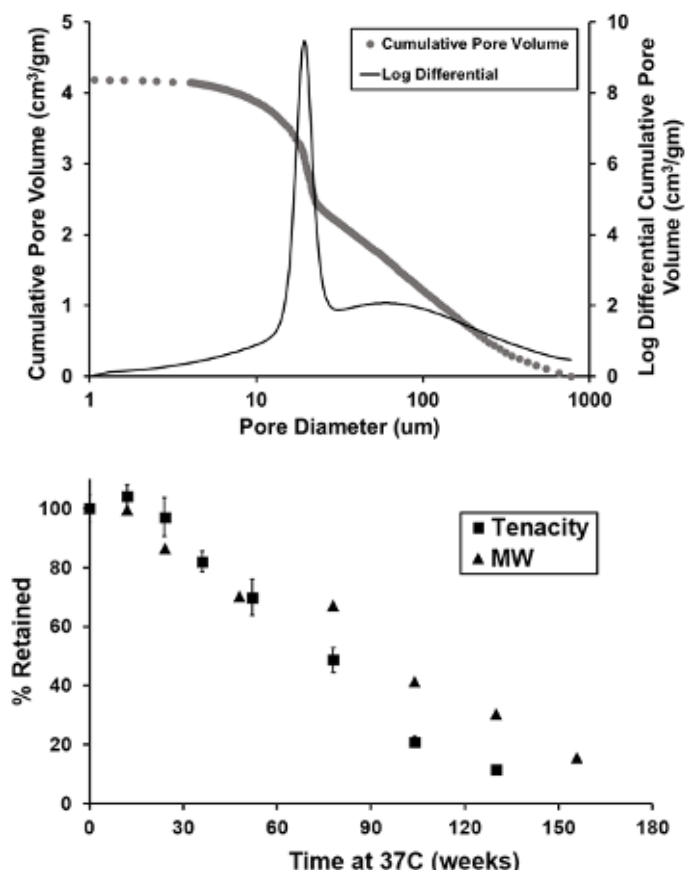 Cumulative Pore Volume (cm³/gm)
5
4
3
2
1
0
Cumulative Pore Volume
Log Differential
10
8
6
4
2
0
Log Differential Cumulative Pore
Volume (cm³/gm)
1
10
100
1000
Pore Diameter (um)
% Retained
100
80
60
40
20
0
Tenacity
MW
0
30
60
90
120
150
180
Time at 37C (weeks)